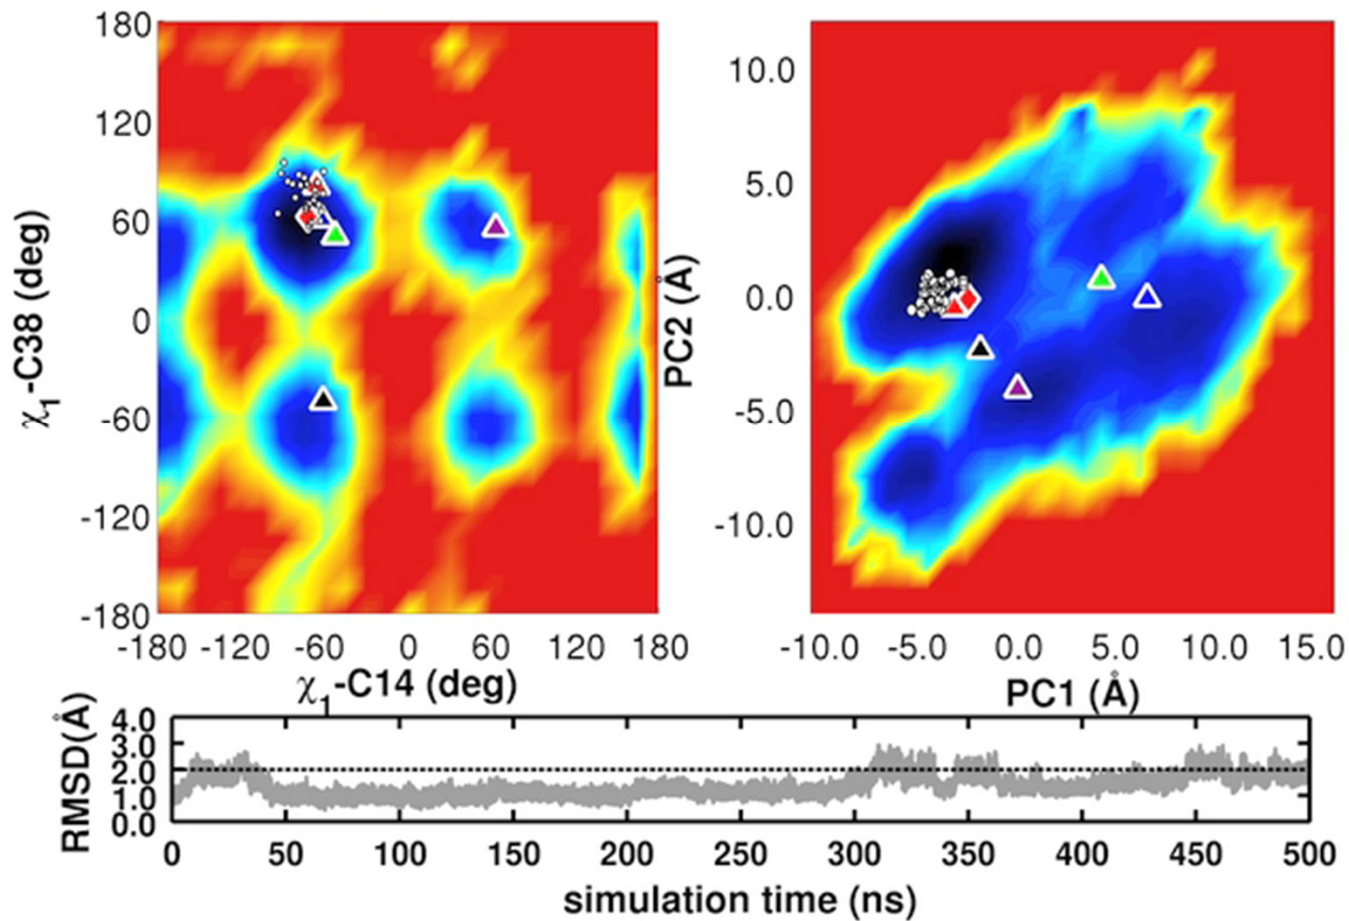 180
120
60
0
-60
-120
-180
χ1-C38 (deg)
-180 -120 -60 0 60 120 180
χ1-C14 (deg)
10.0
5.0
0.0
-5.0
-10.0
PC2 (Å)
-10.0 -5.0 0.0 5.0 10.0 15.0
PC1 (Å)
4.0
3.0
2.0
1.0
0.0
RMSD(Å)
0 50 100 150 200 250 300 350 400 450 500
simulation time (ns)